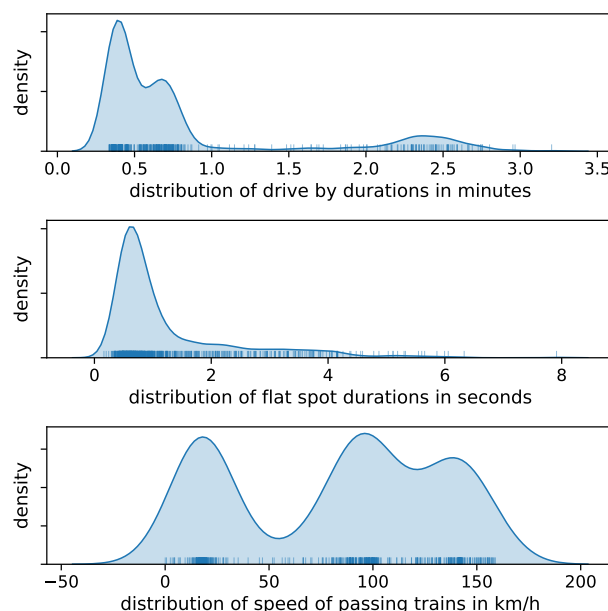 density
0.0 0.5 1.0 1.5 2.0 2.5 3.0 3.5
distribution of drive by durations in minutes
density
0 2 4 6 8
distribution of flat spot durations in seconds
density
−50 0 50 100 150 200
distribution of speed of passing trains in km/h